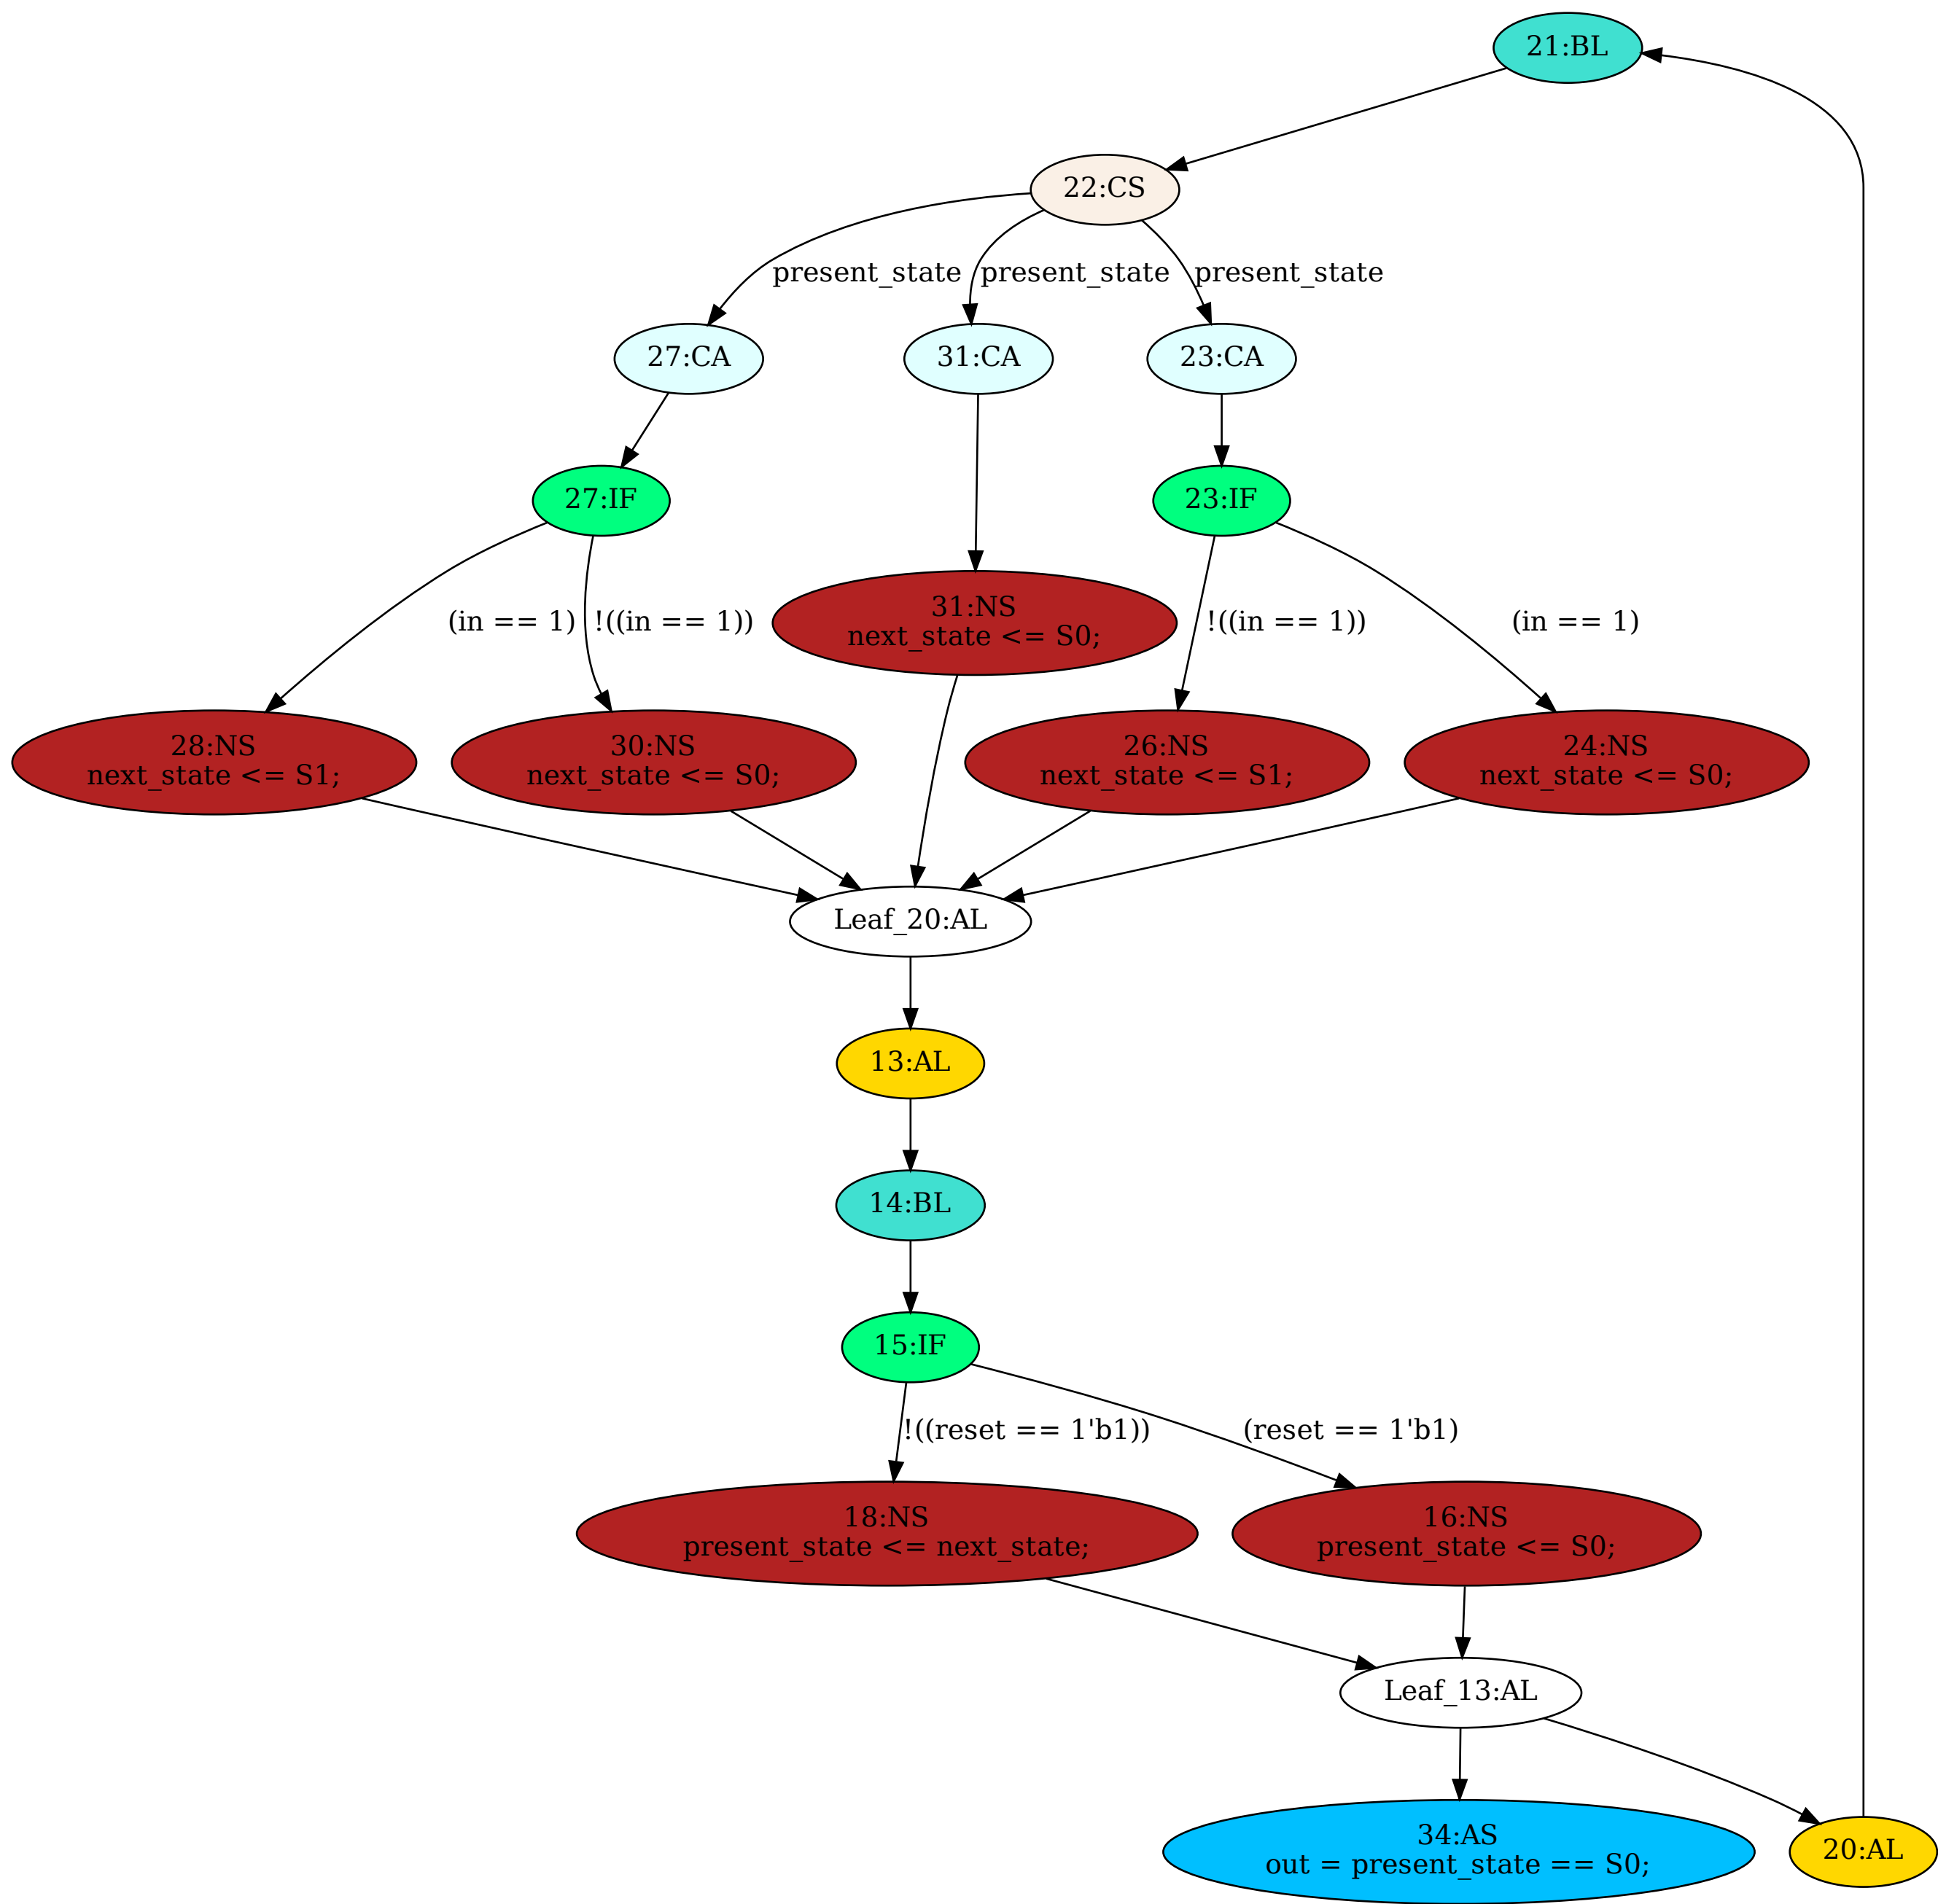 21:BL
22:CS
present_state
present_state
present_state
27:CA
31:CA
23:CA
27:IF
23:IF
(in == 1)
!((in == 1))
31:NS
next_state <= S0;
!((in == 1))
(in == 1)
28:NS
next_state <= S1;
30:NS
next_state <= S0;
26:NS
next_state <= S1;
24:NS
next_state <= S0;
Leaf_20:AL
13:AL
14:BL
15:IF
!((reset == 1'b1))
(reset == 1'b1)
18:NS
present_state <= next_state;
16:NS
present_state <= S0;
Leaf_13:AL
34:AS
out = present_state == S0;
20:AL